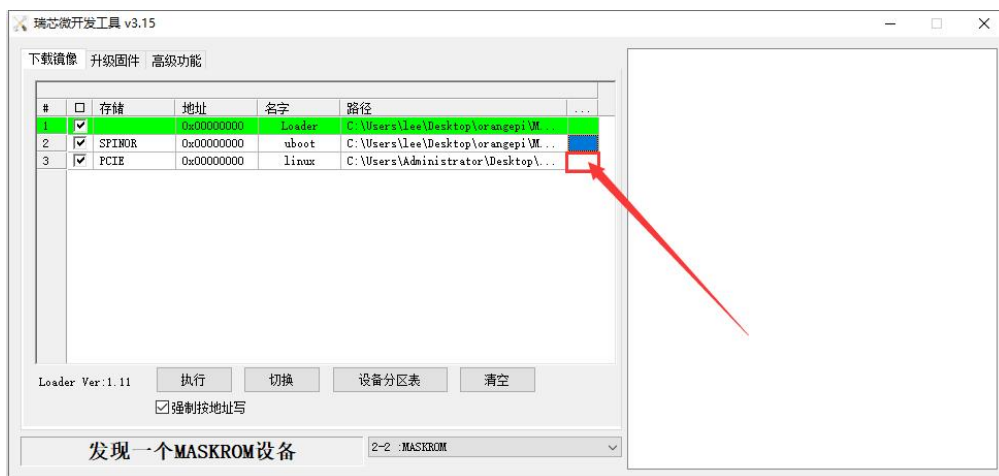 瑞芯微开发工具 v3.15
下载镜像 升级固件 高级功能
# 存储 地址 名字 路径 ...
1 0x00000000 Loader C:\Users\lee\Desktop\orangepi\M...
2 SPINOR 0x00000000 uboot C:\Users\lee\Desktop\orangepi\M...
3 PCIE 0x00000000 linux C:\Users\Administrator\Desktop\...
Loader Ver:1.11 执行 切换 设备分区表 清空
强制按地址写
发现一个MASKROM设备 2-2 :MASKROM